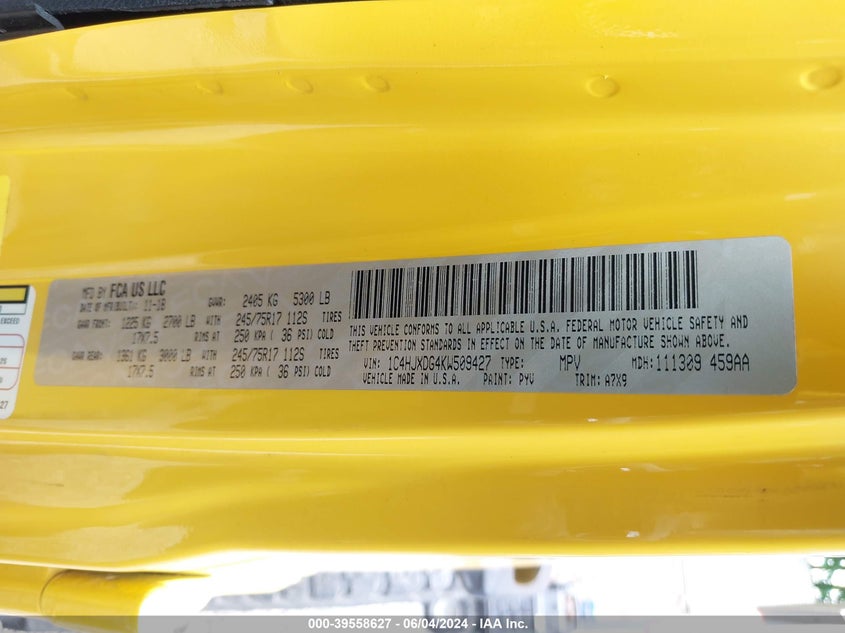 MFD BY FCA US LLC
DATE OF MFR(BUILT): 11-18 GVWR: 2405 KG 5300 LB
GAWR FRONT: 1225 KG 2700 LB WITH 245/75R17 112S TIRES
17X7.5 RIMS AT 250 KPA ( 36 PSI) COLD
GAWR REAR: 1361 KG 3000 LB WITH 245/75R17 112S TIRES
17X7.5 RIMS AT 250 KPA ( 36 PSI) COLD
THIS VEHICLE CONFORMS TO ALL APPLICABLE U.S.A. FEDERAL MOTOR VEHICLE SAFETY AND
THEFT PREVENTION STANDARDS IN EFFECT ON THE DATE OF MANUFACTURE SHOWN ABOVE.
VIN: 1C4HJXDG4KW509427 TYPE: MPV MDH: 111309 459AA
VEHICLE MADE IN U.S.A. PAINT: PYV TRIM: A7X9
EXCEED
27
000-39558627 - 06/04/2024 - IAA Inc.